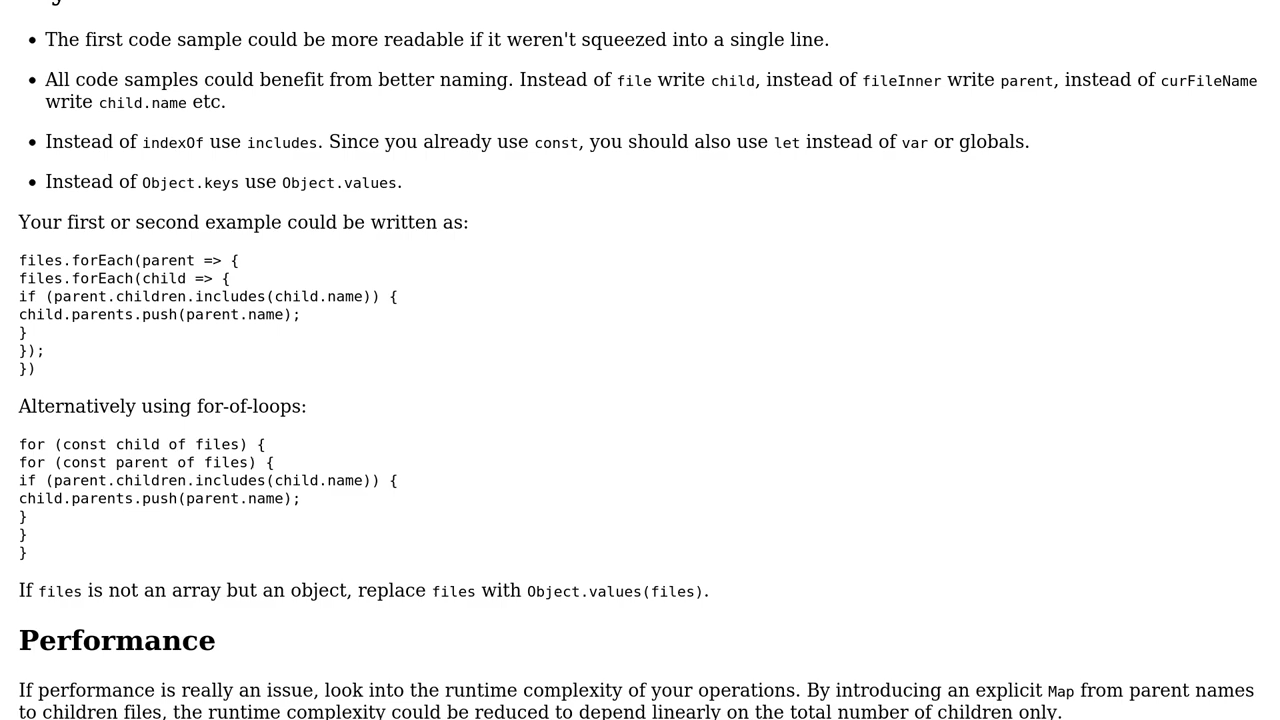 The first code sample could be more readable if it weren't squeezed into a single line.
All code samples could benefit from better naming. Instead of file write child, instead of fileInner write parent, instead of curFileName
write child.name etc.
Instead of indexOf use includes. Since you already use const, you should also use let instead of var or globals.
Instead of Object.keys use Object.values.
Your first or second example could be written as:
files.forEach(parent => {
files.forEach(child => {
if (parent.children.includes(child.name)) {
child.parents.push(parent.name);
}
});
})
Alternatively using for-of-loops:
for (const child of files) {
for (const parent of files) {
if (parent.children.includes(child.name)) {
child.parents.push(parent.name);
}
}
}
If files is not an array but an object, replace files with Object.values(files).
Performance
If performance is really an issue, look into the runtime complexity of your operations. By introducing an explicit Map from parent names
to children files, the runtime complexity could be reduced to depend linearly on the total number of children only.